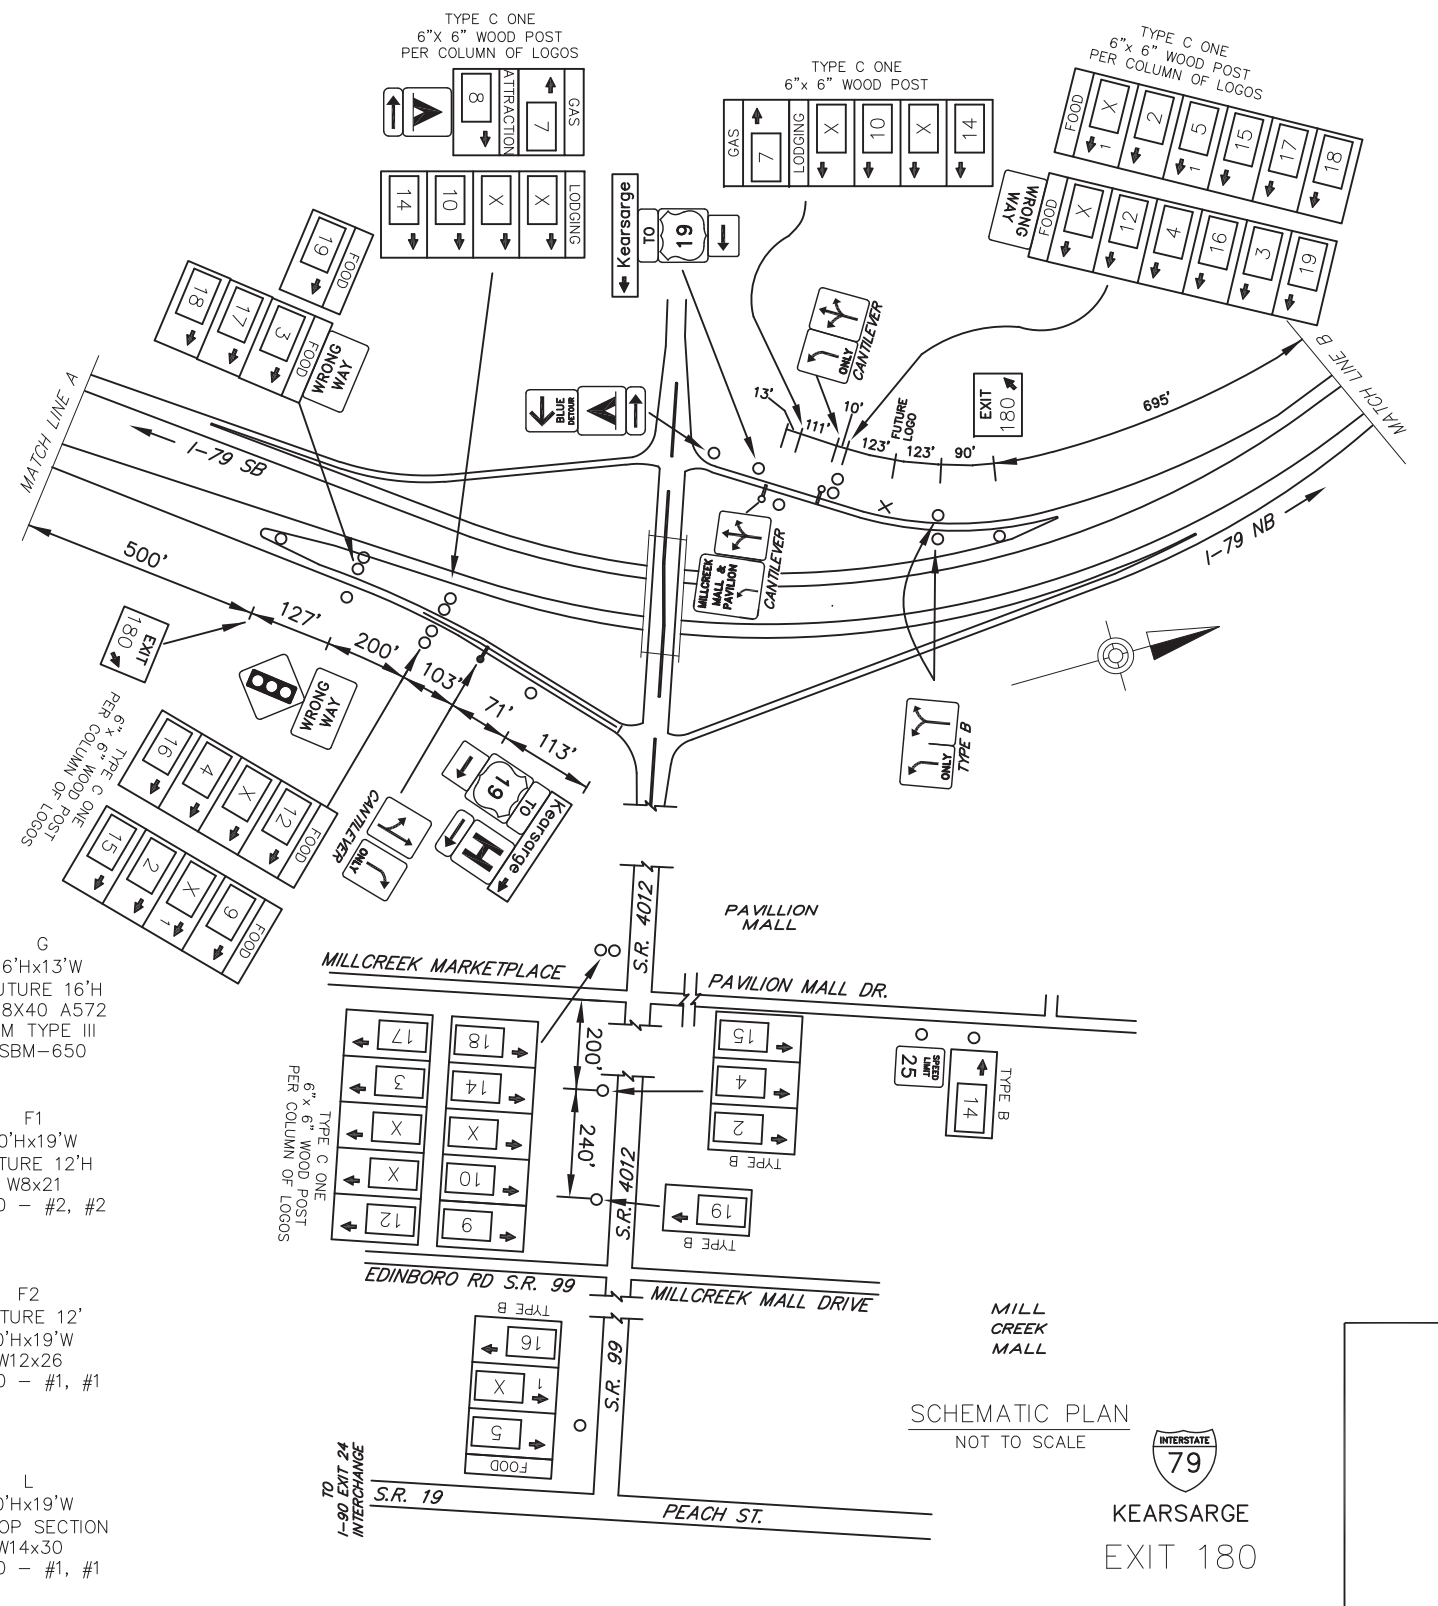 TYPE C ONE
6"X 6" WOOD POST
PER COLUMN OF LOGOS
8
ATTRACTION
7
GAS
14
10
X
X
LODGING
Kearsarge
TO
19
TYPE C ONE
6"x 6" WOOD POST
GAS
7
LODGING
X
10
X
14
TYPE C ONE
6"x 6" WOOD POST
PER COLUMN OF LOGOS
FOOD
X
1
2
5
1
15
17
18
WRONG
WAY
FOOD
X
12
4
16
3
19
19
FOOD
18
17
3
FOOD
WRONG
WAY
MATCH LINE A
I-79 SB
BLUE
DETOUR
ONLY
CANTILEVER
13'
111'
10'
123'
FUTURE
LOGO
123'
90'
EXIT
180
695'
MATCH LINE B
I-79 NB
MILLCREEK
MALL &
PAVILION
CANTILEVER
ONLY
TYPE B
500'
127'
200'
103'
71'
113'
EXIT
180
WRONG
WAY
TYPE C ONE
6"x 6" WOOD POST
PER COLUMN OF LOGOS
16
4
X
12
FOOD
15
2
X
1
9
FOOD
CANTILEVER
ONLY
19
TO
H
Kearsarge
G
6'Hx13'W
UTURE 16'H
8X40 A572
M TYPE III
SBM-650
F1
0'Hx19'W
TURE 12'H
W8x21
0 - #2, #2
F2
TURE 12'
0'Hx19'W
W12x26
0 - #1, #1
L
0'Hx19'W
OP SECTION
W14x30
0 - #1, #1
S.R. 4012
PAVILLION
MALL
MILLCREEK MARKETPLACE
PAVILION MALL DR.
17
3
X
X
12
18
14
X
10
9
TYPE C ONE
6"x 6" WOOD POST
PER COLUMN OF LOGOS
200'
240'
15
4
2
TYPE B
SPEED
LIMIT
25
14
TYPE B
S.R. 4012
19
TYPE B
EDINBORO RD S.R. 99
MILLCREEK MALL DRIVE
TYPE B
16
X
1
5
FOOD
S.R. 99
MILL
CREEK
MALL
SCHEMATIC PLAN
NOT TO SCALE
INTERSTATE
79
KEARSARGE
EXIT 180
TO
I-90 EXIT 24
INTERCHANGE
S.R. 19
PEACH ST.